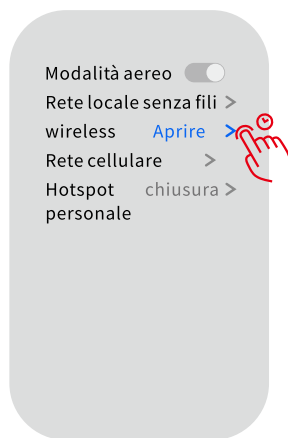 Modalità aereo
Rete locale senza fili
wireless Aprire
Rete cellulare
Hotspot chiusura
personale